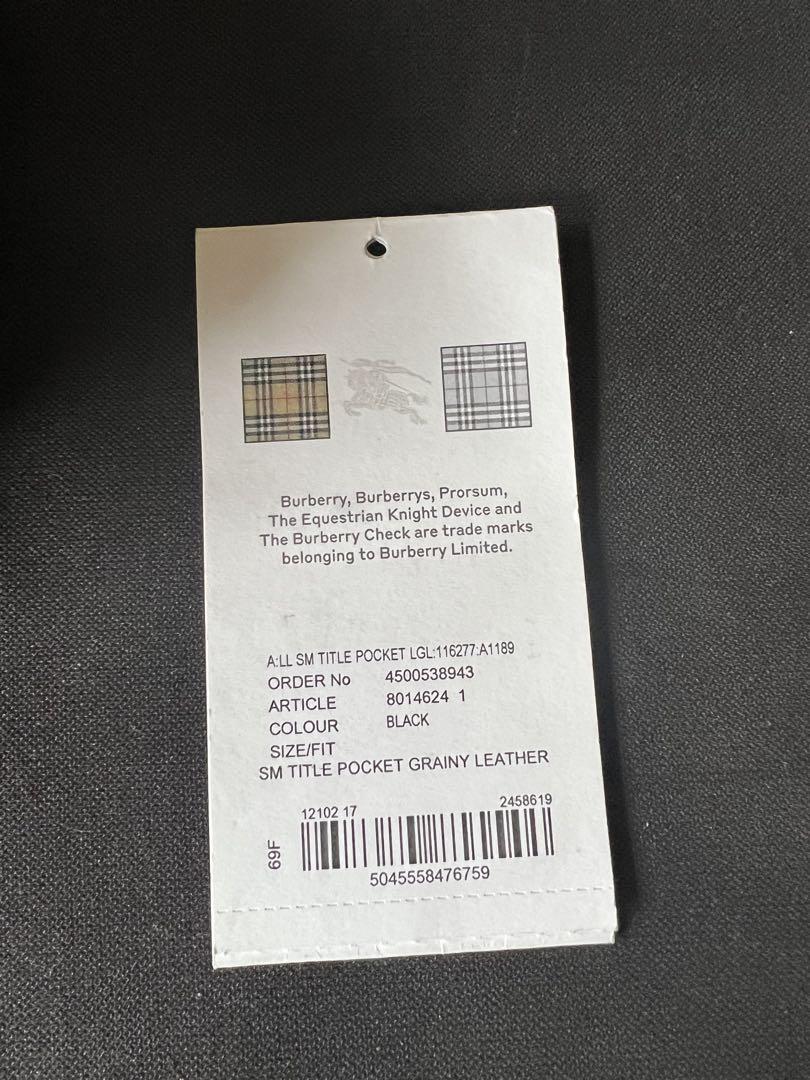 Burberry, Burberrys, Prorsum,
The Equestrian Knight Device and
The Burberry Check are trade marks
belonging to Burberry Limited.
A:LL SM TITLE POCKET LGL:116277:A1189
ORDER No 4500538943
ARTICLE 8014624 1
COLOUR BLACK
SIZE/FIT
SM TITLE POCKET GRAINY LEATHER
12102 17 2458619
69F
5045558476759